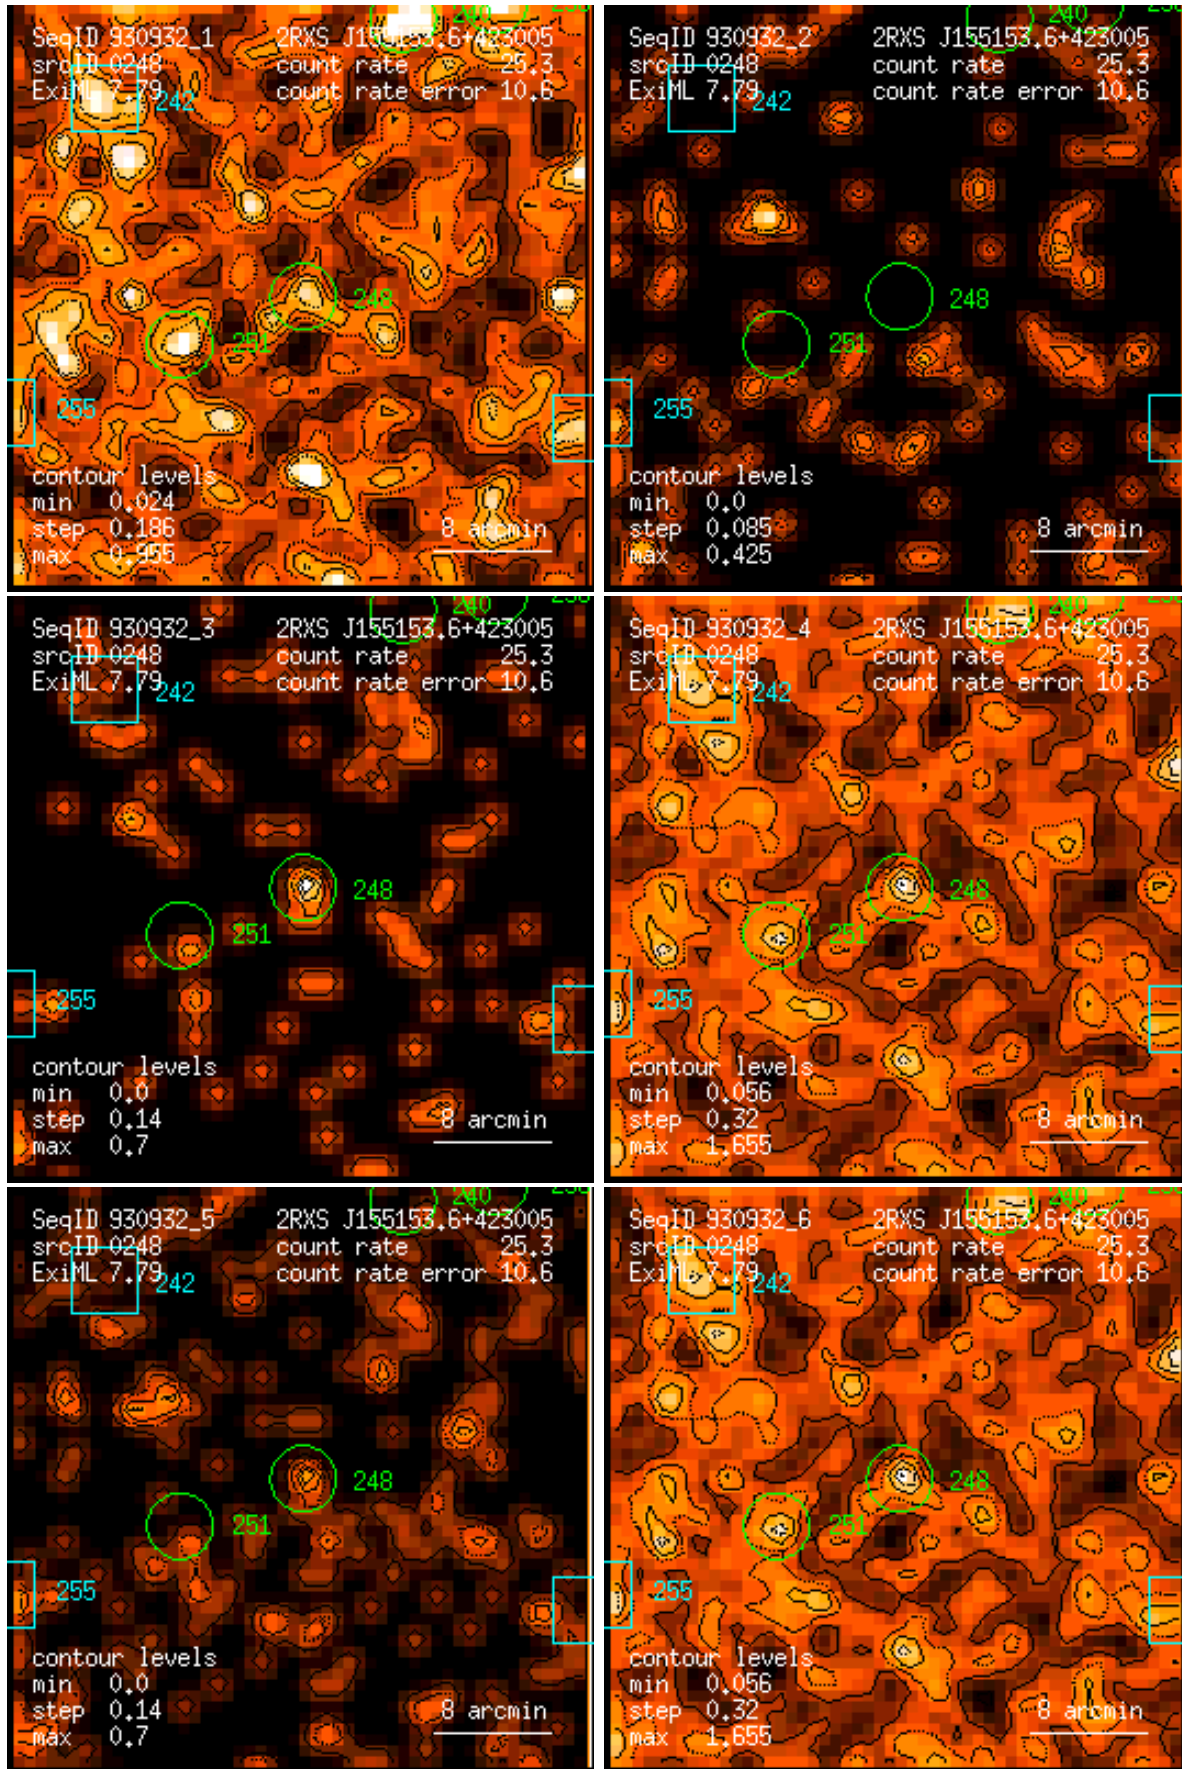 240
SeqID 930932_1 2RXS J155153.6+423005
srcID 0248 count rate 25.3
ExiML 7.79 count rate error 10.6
242
248
251
255
contour levels
min 0.024
step 0.186
max 0.955
8 arcmin
240
SeqID 930932_2 2RXS J155153.6+423005
srcID 0248 count rate 25.3
ExiML 7.79 count rate error 10.6
242
248
251
255
contour levels
min 0.0
step 0.085
max 0.425
8 arcmin
240
SeqID 930932_3 2RXS J155153.6+423005
srcID 0248 count rate 25.3
ExiML 7.79 count rate error 10.6
242
248
251
255
contour levels
min 0.0
step 0.14
max 0.7
8 arcmin
240
SeqID 930932_4 2RXS J155153.6+423005
srcID 0248 count rate 25.3
ExiML 7.79 count rate error 10.6
242
248
251
255
contour levels
min 0.056
step 0.32
max 1.655
8 arcmin
240
SeqID 930932_5 2RXS J155153.6+423005
srcID 0248 count rate 25.3
ExiML 7.79 count rate error 10.6
242
248
251
255
contour levels
min 0.0
step 0.14
max 0.7
8 arcmin
240
SeqID 930932_6 2RXS J155153.6+423005
srcID 0248 count rate 25.3
ExiML 7.79 count rate error 10.6
242
248
251
255
contour levels
min 0.056
step 0.32
max 1.655
8 arcmin